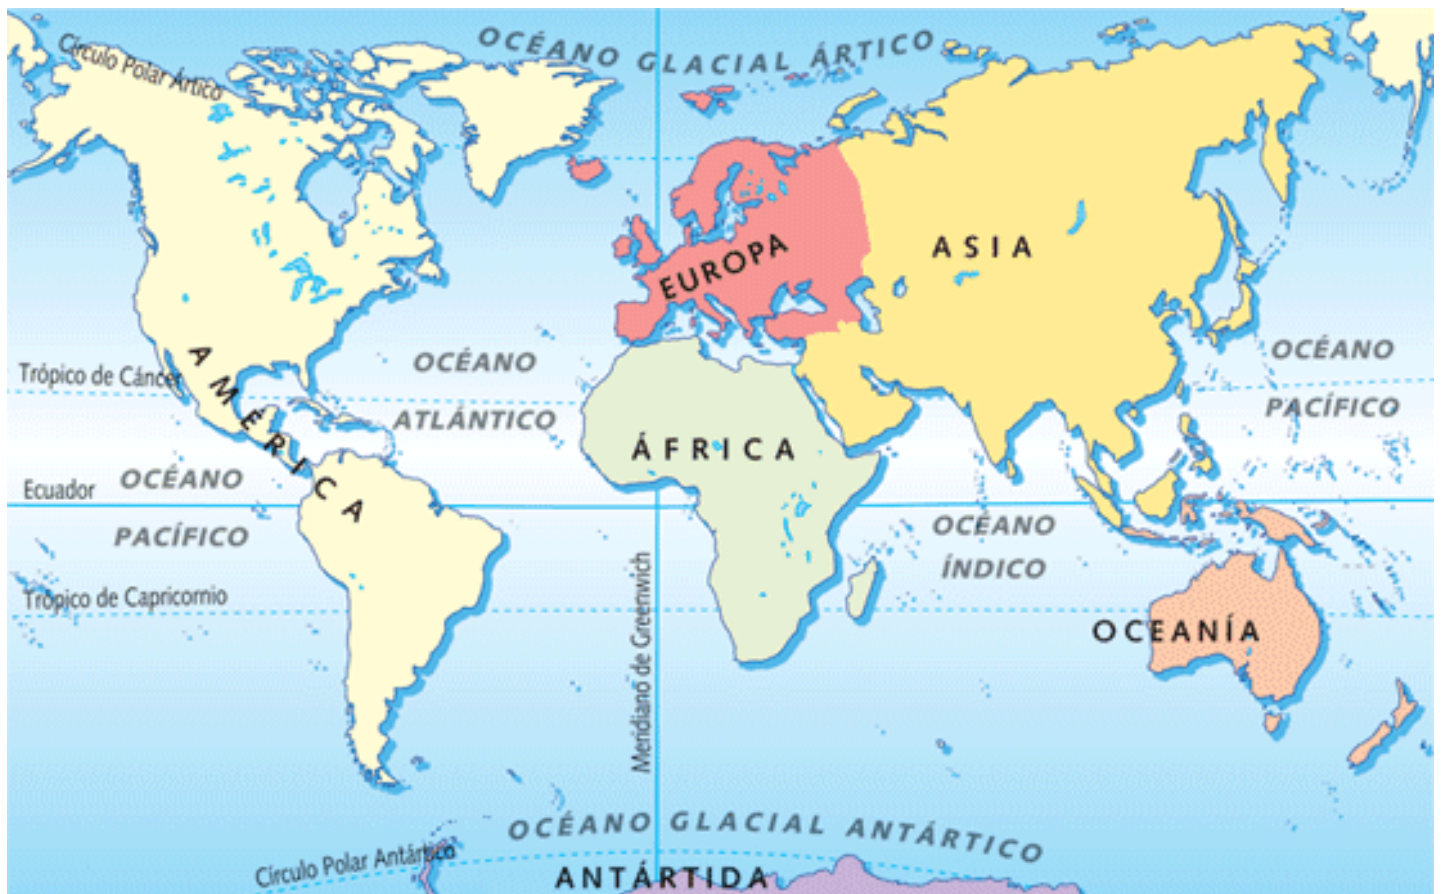 OCÉANO GLACIAL ÁRTICO
Círculo Polar Ártico
EUROPA
ASIA
AMÉRICA
OCÉANO
ATLÁNTICO
OCÉANO
PACÍFICO
Trópico de Cáncer
ÁFRICA
OCÉANO
PACÍFICO
Ecuador
OCÉANO
ÍNDICO
Trópico de Capricornio
Meridiano de Greenwich
OCEANÍA
OCÉANO GLACIAL ANTÁRTICO
Círculo Polar Antártico
ANTÁRTIDA